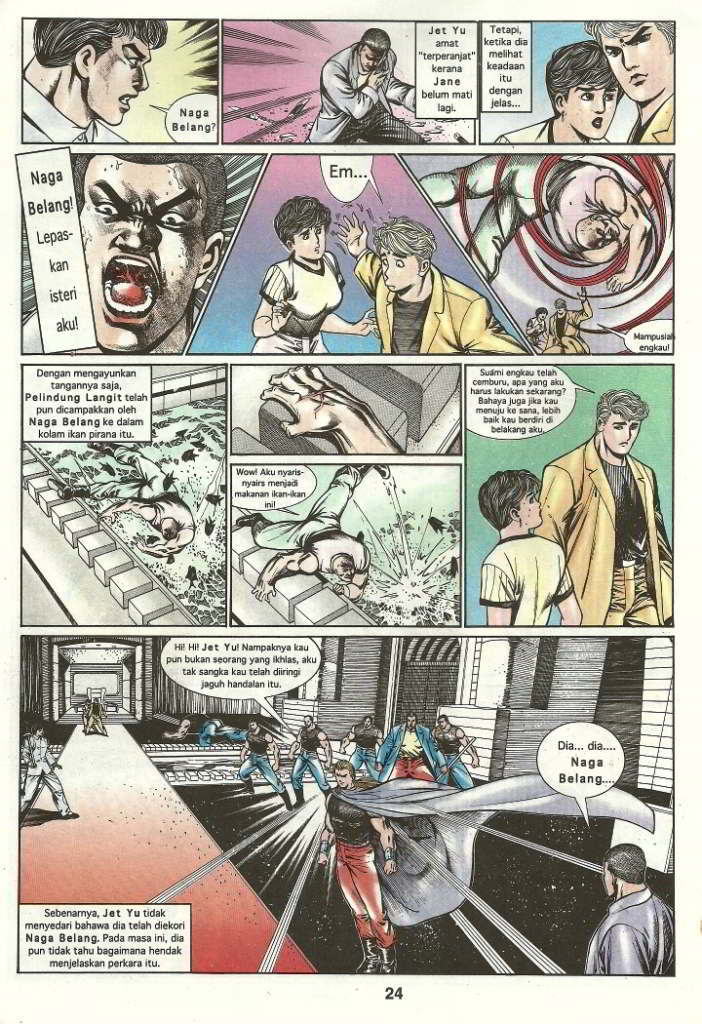 Naga
Belang?
Jet Yu
amat
"terperanjat"
kerana
Jane
belum mati
lagi.
Tetapi,
ketika dia
melihat
keadaan
itu
dengan
jelas...
Naga
Belang!
Lepas-
kan
isteri
aku!
Em...
Mampuslah
engkau!
Dengan mengayunkan
tangannya saja,
Pelindung Langit telah
pun dicampakkan oleh
Naga Belang ke dalam
kolam ikan pirana itu.
Wow! Aku nyaris-
nyairs menjadi
makanan ikan-ikan
ini!
Suami engkau telah
cemburu, apa yang aku
harus lakukan sekarang?
Bahaya juga jika kau
menuju ke sana, lebih
baik kau berdiri di
belakang aku.
Hi! Hi! Jet Yu! Nampaknya kau
pun bukan seorang yang ikhlas, aku
tak sangka kau telah diiringi
jaguh handalan itu.
Dia... dia....
Naga
Belang....
Sebenarnya, Jet Yu tidak
menyedari bahawa dia telah diekori
Naga Belang. Pada masa ini, dia
pun tidak tahu bagaimana hendak
menjelaskan perkara itu.
24